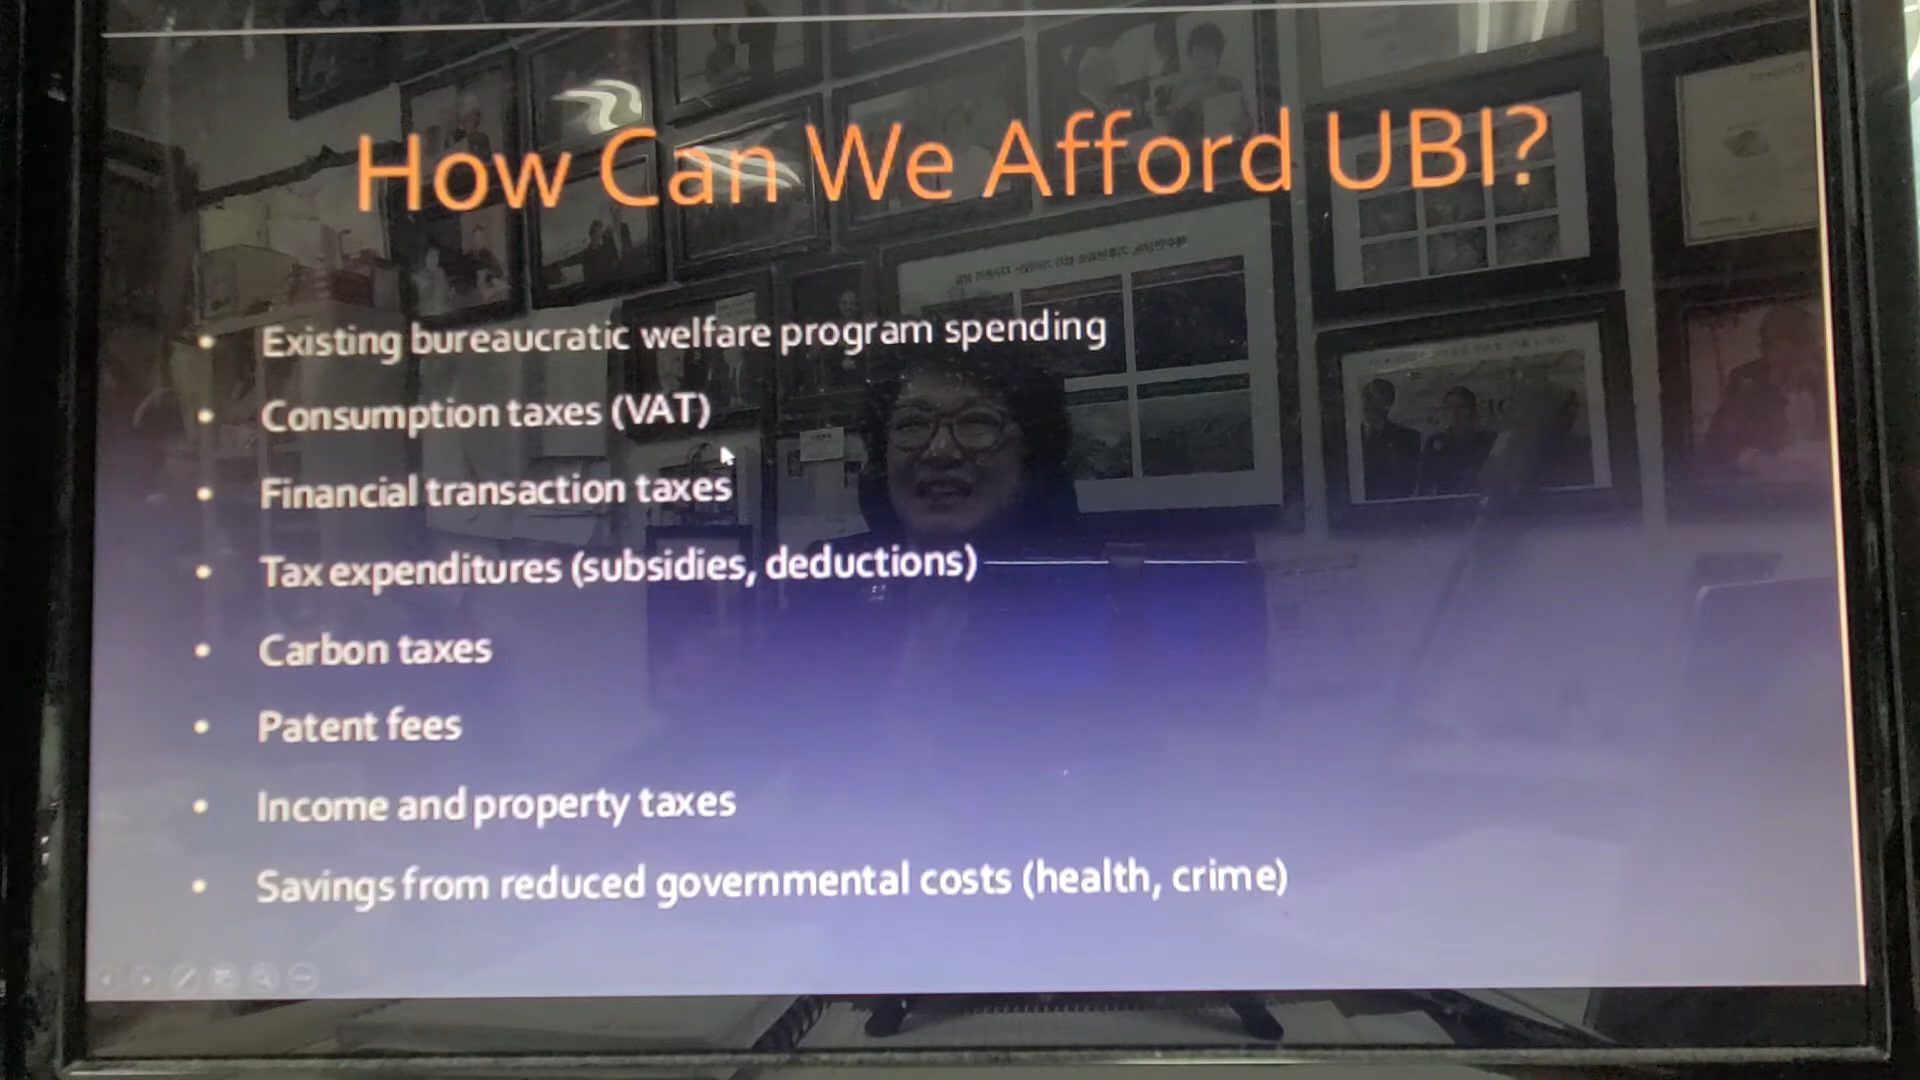 How Can We Afford UBI?
Existing bureaucratic welfare program spending
Consumption taxes (VAT)
Financial transaction taxes
Tax expenditures (subsidies, deductions)
Carbon taxes
Patent fees
Income and property taxes
Savings from reduced governmental costs (health, crime)